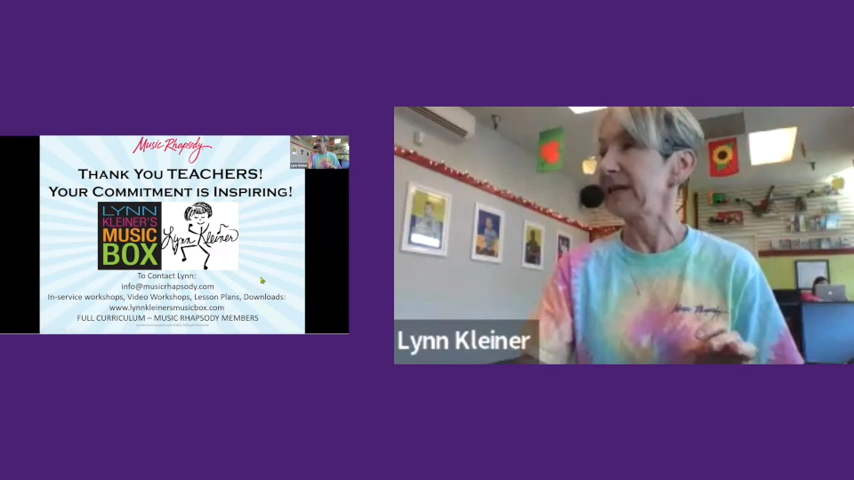 Music Rhapsody
THANK YOU TEACHERS!
YOUR COMMITMENT IS INSPIRING!
LYNN
KLEINER'S
MUSIC
BOX
Lynn Kleiner
To Contact Lynn:
info@musicrhapsody.com
In-service workshops, Video Workshops, Lesson Plans, Downloads:
www.lynnkleinersmusicbox.com
FULL CURRICULUM – MUSIC RHAPSODY MEMBERS
Music Rhapsody
Lynn Kleiner